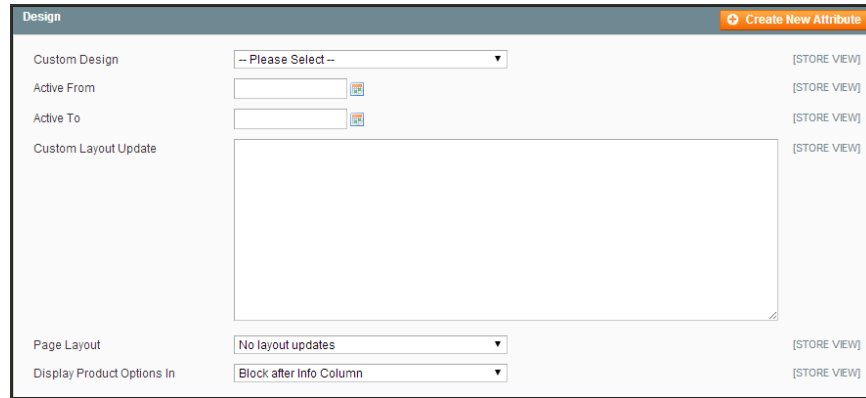 Design
Create New Attribute
Custom Design -- Please Select -- [STORE VIEW]
Active From [STORE VIEW]
Active To [STORE VIEW]
Custom Layout Update [STORE VIEW]
Page Layout No layout updates [STORE VIEW]
Display Product Options In Block after Info Column [STORE VIEW]